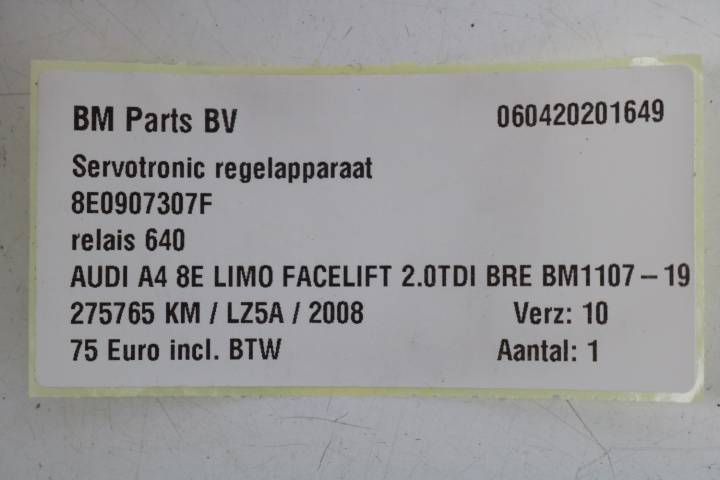 BM Parts BV 060420201649
Servotronic regelapparaat
8E0907307F
relais 640
AUDI A4 8E LIMO FACELIFT 2.0TDI BRE BM1107-19
275765 KM / LZ5A / 2008 Verz: 10
75 Euro incl. BTW Aantal: 1